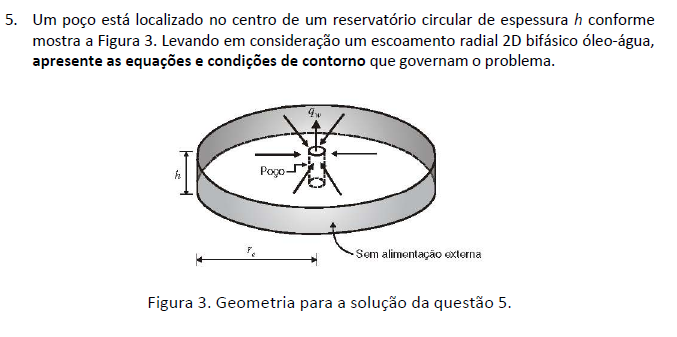 5. Um poço está localizado no centro de um reservatório circular de espessura h conforme
mostra a Figura 3. Levando em consideração um escoamento radial 2D bifásico óleo-água,
apresente as equações e condições de contorno que governam o problema.
qw
Poço
h
re
Sem alimentação externa
Figura 3. Geometria para a solução da questão 5.